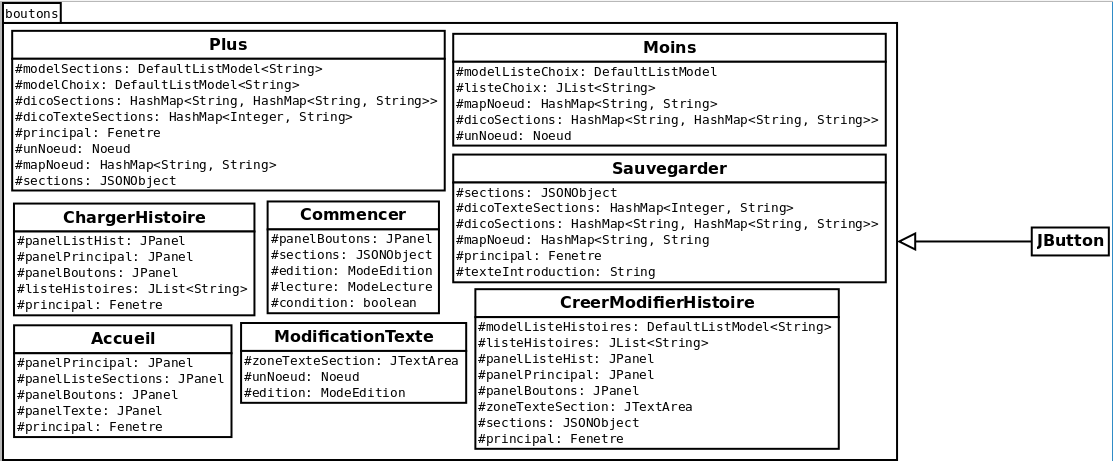 boutons
Plus
#modelSections: DefaultListModel<String>
#modelChoix: DefaultListModel<String>
#dicoSections: HashMap<String, HashMap<String, String>>
#dicoTexteSections: HashMap<Integer, String>
#principal: Fenetre
#unNoeud: Noeud
#mapNoeud: HashMap<String, String>
#sections: JSONObject
Moins
#modelListeChoix: DefaultListModel
#listeChoix: JList<String>
#mapNoeud: HashMap<String, String>
#dicoSections: HashMap<String, HashMap<String, String>>
#unNoeud: Noeud
Sauvegarder
#sections: JSONObject
#dicoTexteSections: HashMap<Integer, String>
#dicoSections: HashMap<String, HashMap<String, String>>
#mapNoeud: HashMap<String, String
#principal: Fenetre
#texteIntroduction: String
ChargerHistoire
#panelListHist: JPanel
#panelPrincipal: JPanel
#panelBoutons: JPanel
#listeHistoires: JList<String>
#principal: Fenetre
Commencer
#panelBoutons: JPanel
#sections: JSONObject
#edition: ModeEdition
#lecture: ModeLecture
#condition: boolean
JButton
Accueil
#panelPrincipal: JPanel
#panelListeSections: JPanel
#panelBoutons: JPanel
#panelTexte: JPanel
#principal: Fenetre
ModificationTexte
#zoneTexteSection: JTextArea
#unNoeud: Noeud
#edition: ModeEdition
CreerModifierHistoire
#modelListeHistoires: DefaultListModel<String>
#listeHistoires: JList<String>
#panelListeHist: JPanel
#panelPrincipal: JPanel
#panelBoutons: JPanel
#zoneTexteSection: JTextArea
#sections: JSONObject
#principal: Fenetre